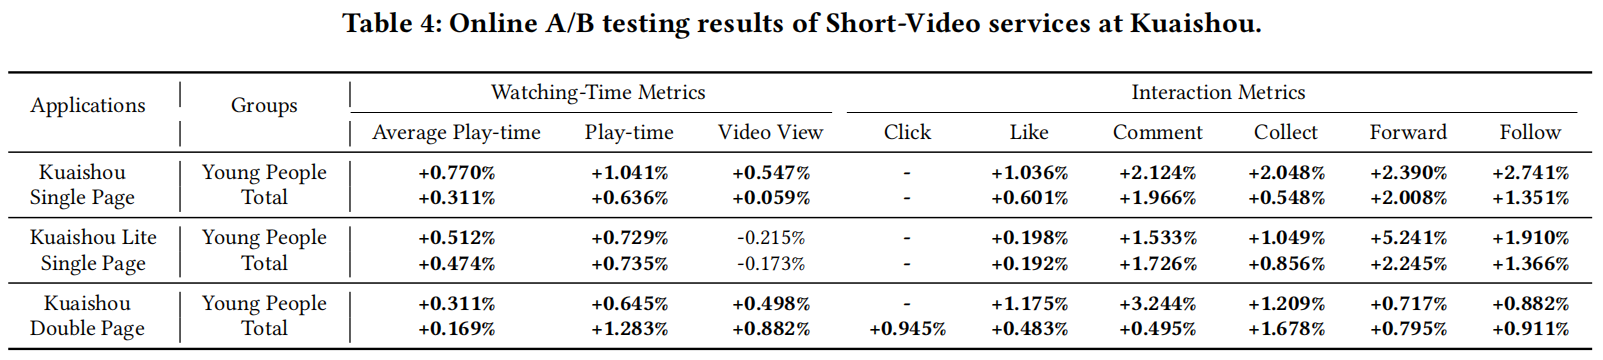 Table 4: Online A/B testing results of Short-Video services at Kuaishou.
Applications Groups Watching-Time Metrics Interaction Metrics
Average Play-time Play-time Video View Click Like Comment Collect Forward Follow
Kuaishou Young People +0.770% +1.041% +0.547% - +1.036% +2.124% +2.048% +2.390% +2.741%
Single Page Total +0.311% +0.636% +0.059% - +0.601% +1.966% +0.548% +2.008% +1.351%
Kuaishou Lite Young People +0.512% +0.729% -0.215% - +0.198% +1.533% +1.049% +5.241% +1.910%
Single Page Total +0.474% +0.735% -0.173% - +0.192% +1.726% +0.856% +2.245% +1.366%
Kuaishou Young People +0.311% +0.645% +0.498% - +1.175% +3.244% +1.209% +0.717% +0.882%
Double Page Total +0.169% +1.283% +0.882% +0.945% +0.483% +0.495% +1.678% +0.795% +0.911%